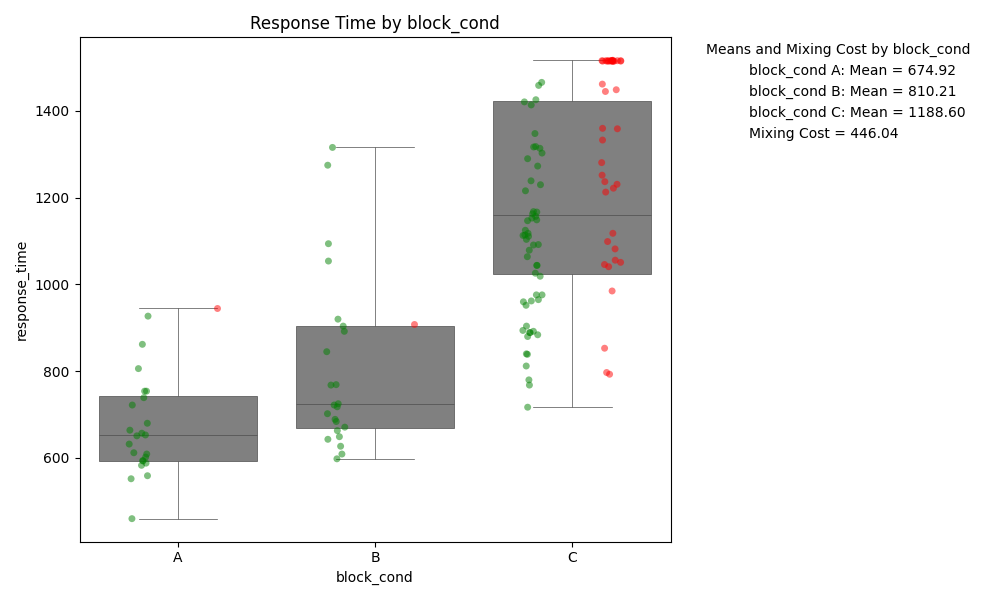 Response Time by block_cond
Means and Mixing Cost by block_cond
block_cond A: Mean = 674.92
block_cond B: Mean = 810.21
block_cond C: Mean = 1188.60
Mixing Cost = 446.04
response_time
1400
1200
1000
800
600
A
B
C
block_cond